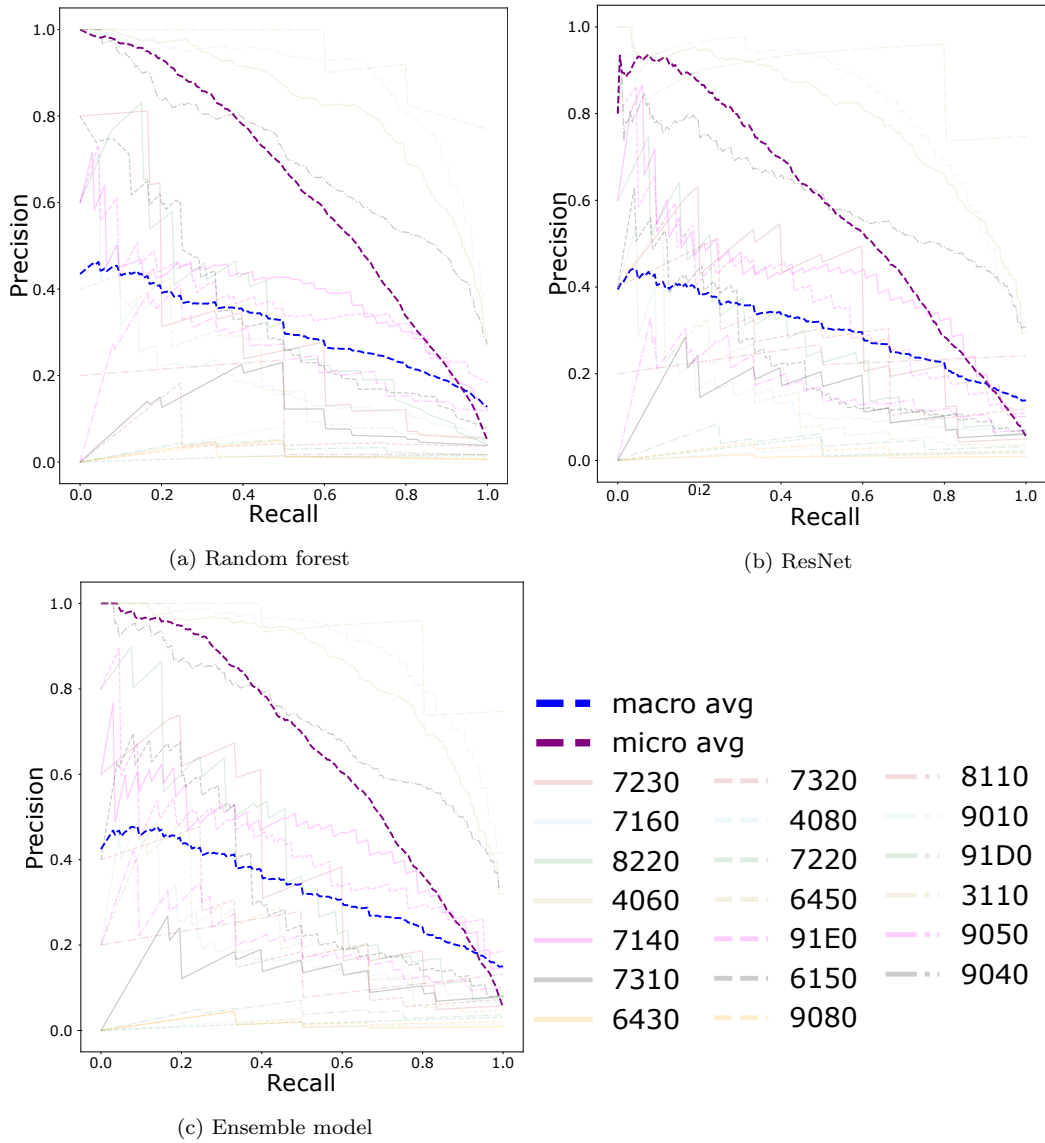 1.0
0.8
0.6
0.4
0.2
0.0
Precision
0.0 0.2 0.4 0.6 0.8 1.0
Recall
(a) Random forest
1.0
0.8
0.6
0.4
0.2
0.0
Precision
0.0 0.2 0.4 0.6 0.8 1.0
Recall
(b) ResNet
1.0
0.8
0.6
0.4
0.2
0.0
Precision
0.0 0.2 0.4 0.6 0.8 1.0
Recall
(c) Ensemble model
macro avg
micro avg
7230 7320 8110
7160 4080 9010
8220 7220 91D0
4060 6450 3110
7140 91E0 9050
7310 6150 9040
6430 9080